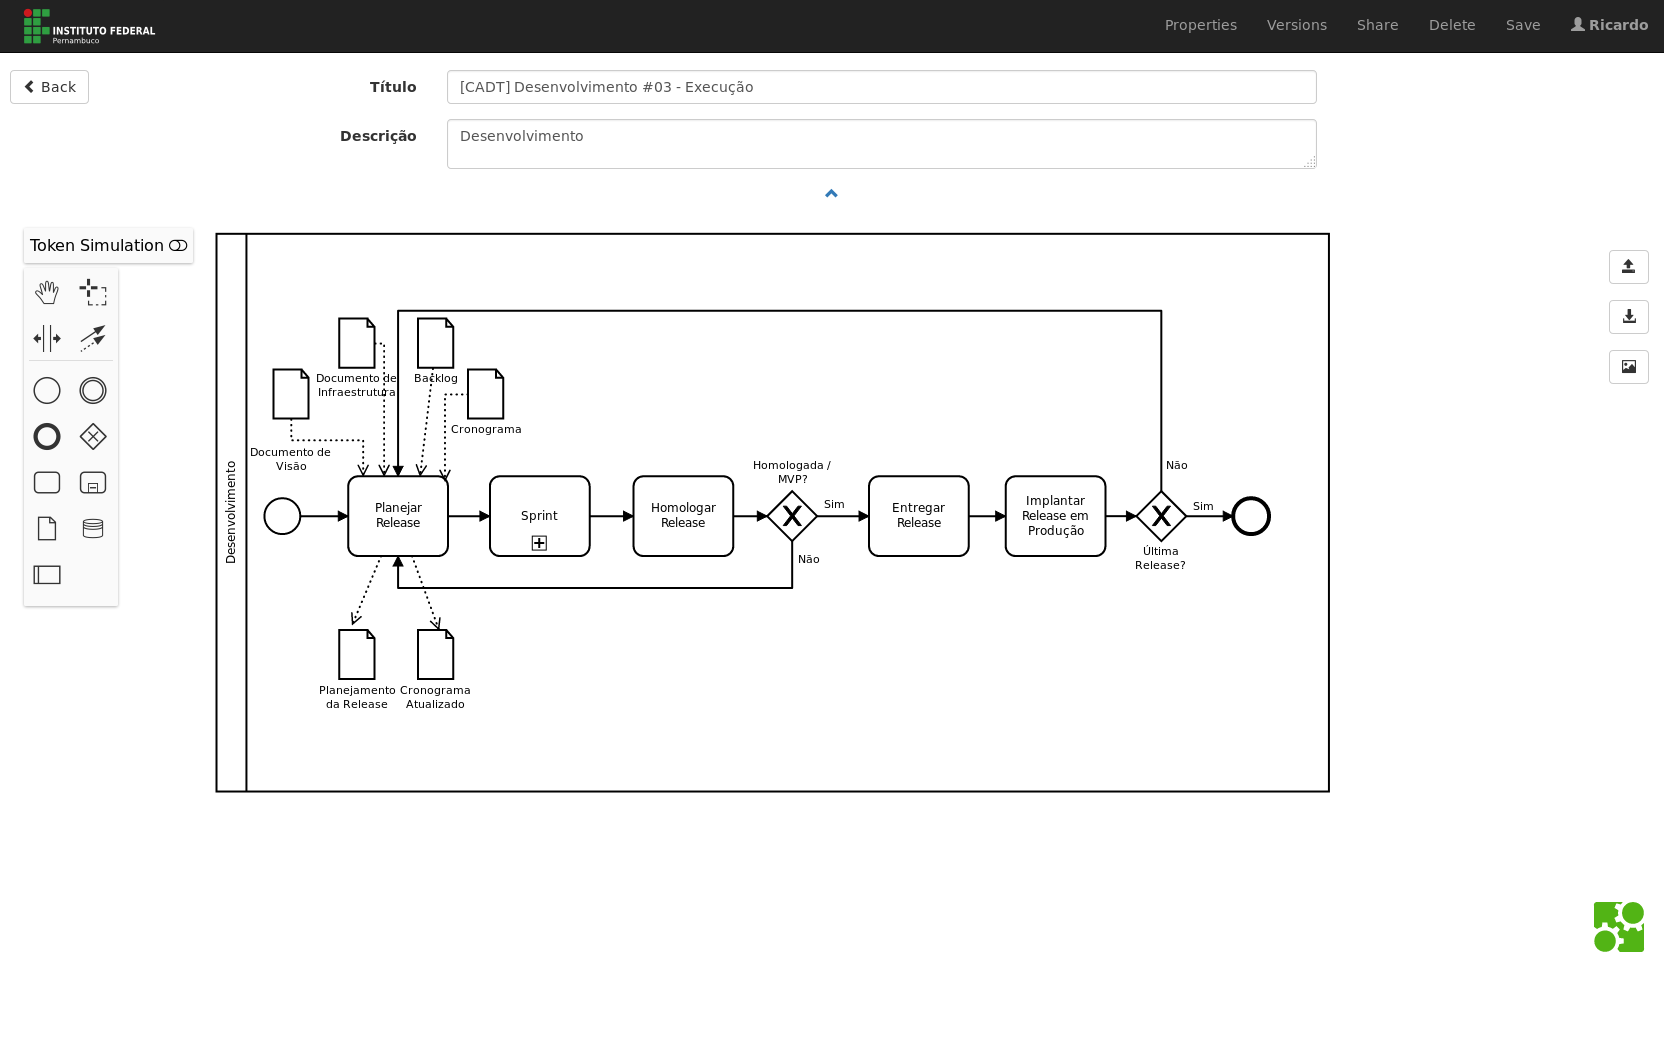 INSTITUTO FEDERAL
Pernambuco
Properties
Versions
Share
Delete
Save
Ricardo
Back
Título
[CADT] Desenvolvimento #03 - Execução
Descrição
Desenvolvimento
Token Simulation
Desenvolvimento
Documento de
Infraestrutura
Backlog
Cronograma
Documento de
Visão
Planejar
Release
Sprint
Homologar
Release
Homologada /
MVP?
Sim
Não
Entregar
Release
Implantar
Release em
Produção
Não
Sim
Última
Release?
Planejamento
da Release
Cronograma
Atualizado